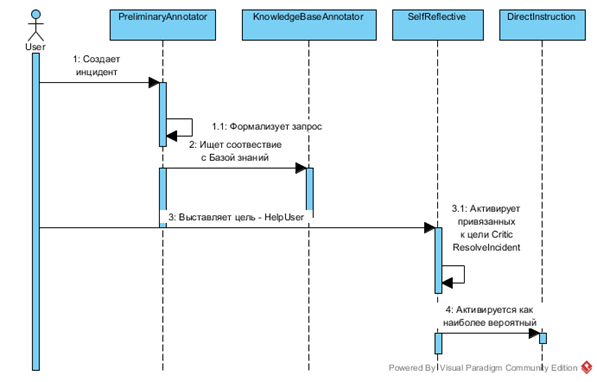 PreliminaryAnnotator
KnowledgeBaseAnnotator
SelfReflective
DirectInstruction
User
1: Создает
инцидент
1.1: Формализует запрос
2: Ищет соотвествие
с Базой знаний
3: Выставляет цель - HelpUser
3.1: Активирует
привязанных
к цели Critic
ResolveIncident
4: Активируется как
наиболее вероятный
Powered By Visual Paradigm Community Edition